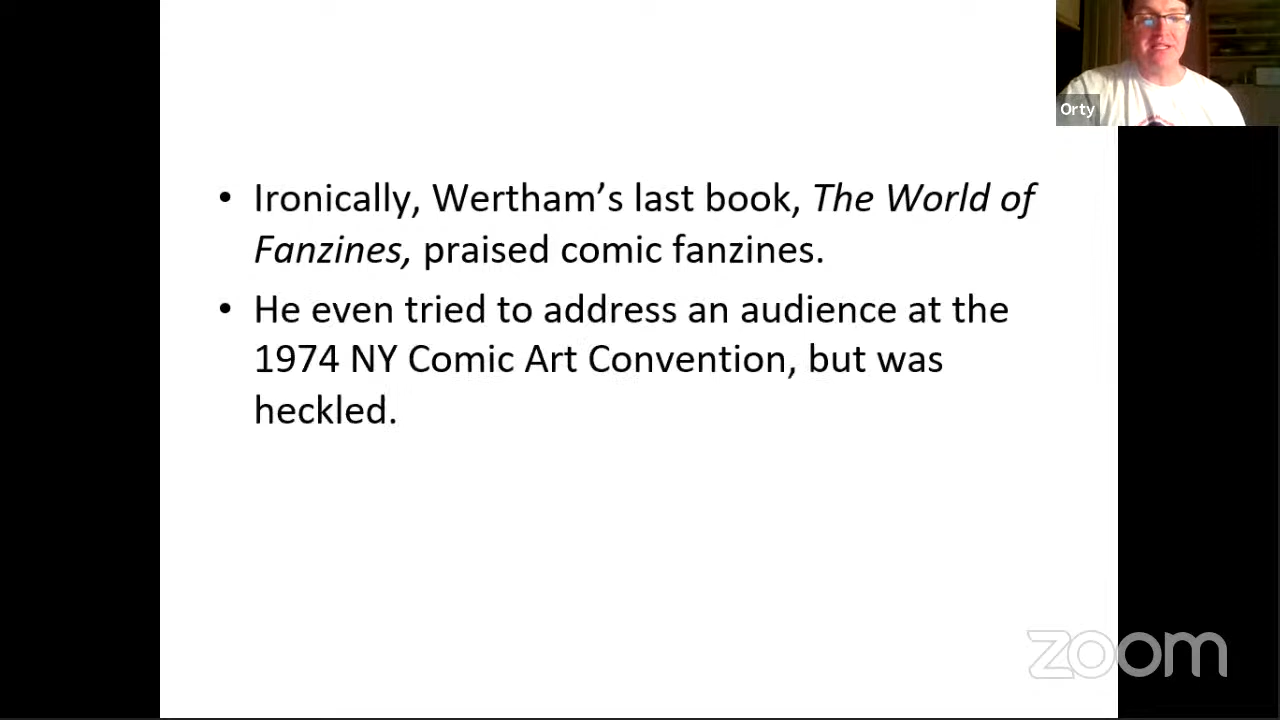 Orty
• Ironically, Wertham’s last book, The World of
Fanzines, praised comic fanzines.
• He even tried to address an audience at the
1974 NY Comic Art Convention, but was
heckled.
zoom